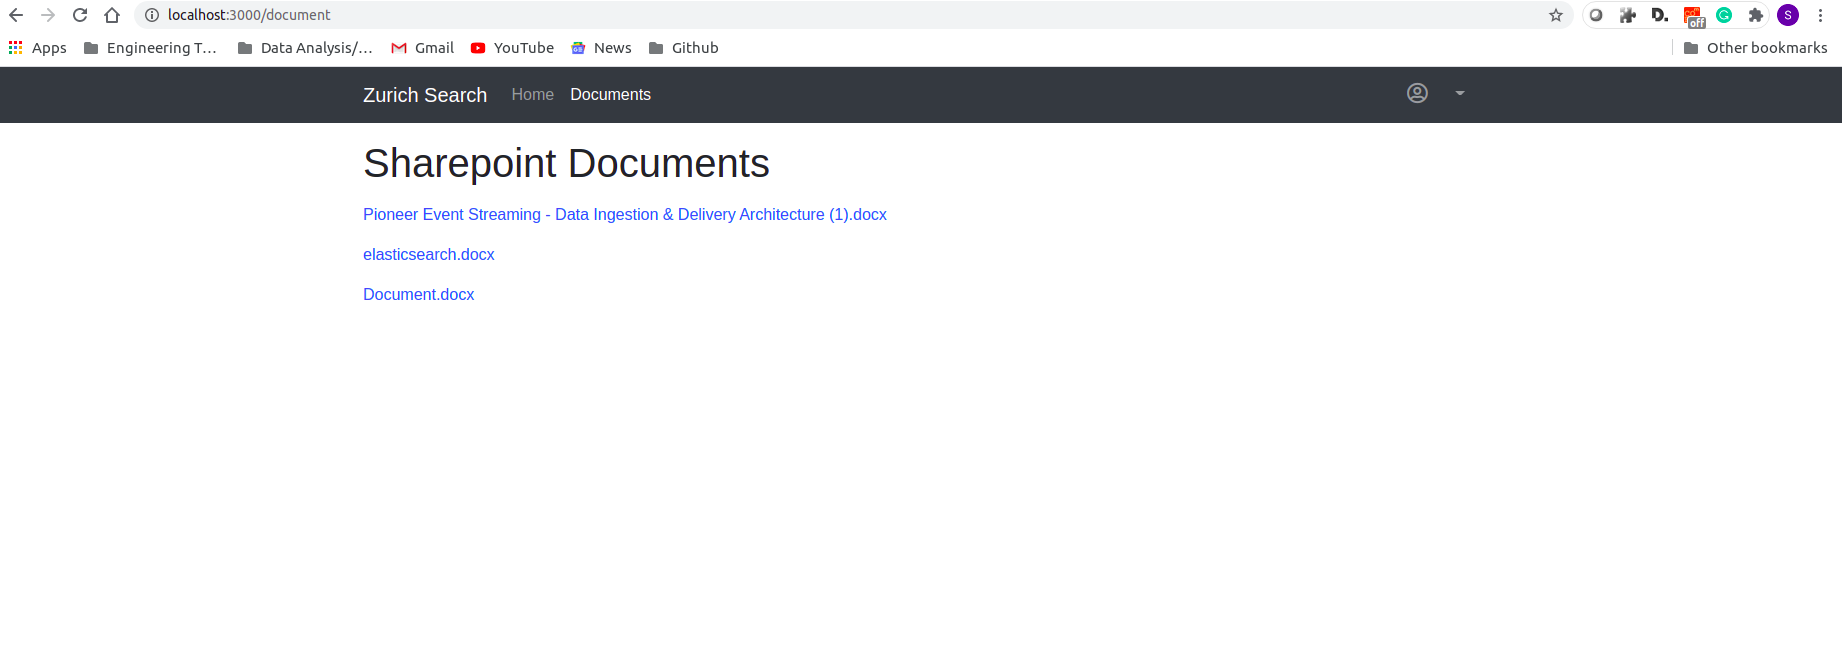 localhost:3000/document
off
S
Apps Engineering T... Data Analysis/... Gmail YouTube News Github Other bookmarks
Zurich Search Home Documents
Sharepoint Documents
Pioneer Event Streaming - Data Ingestion & Delivery Architecture (1).docx
elasticsearch.docx
Document.docx